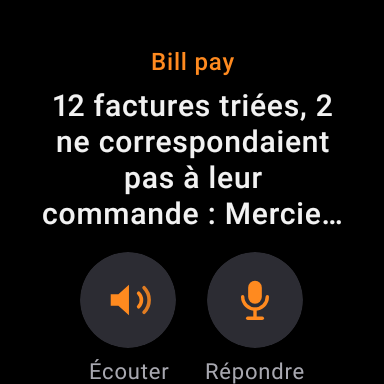 Bill pay
12 factures triées, 2
ne correspondaient
pas à leur
commande : Mercie…
Écouter
Répondre